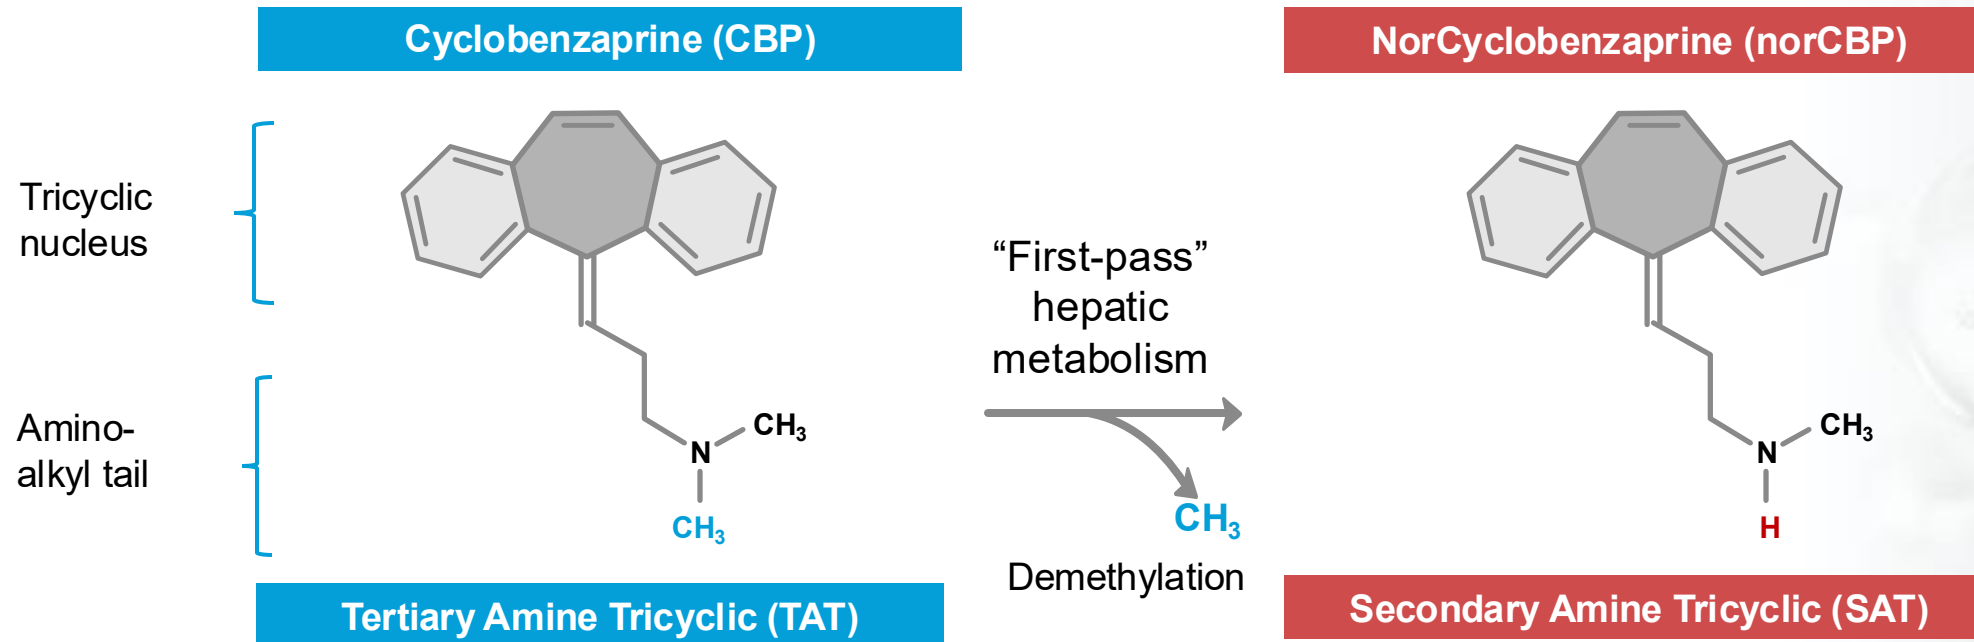 Cyclobenzaprine (CBP)
NorCyclobenzaprine (norCBP)
Tricyclic
nucleus
“First-pass”
hepatic
metabolism
Amino-
alkyl tail
N
CH₃
CH₃
CH₃
Demethylation
N
CH₃
H
Tertiary Amine Tricyclic (TAT)
Secondary Amine Tricyclic (SAT)